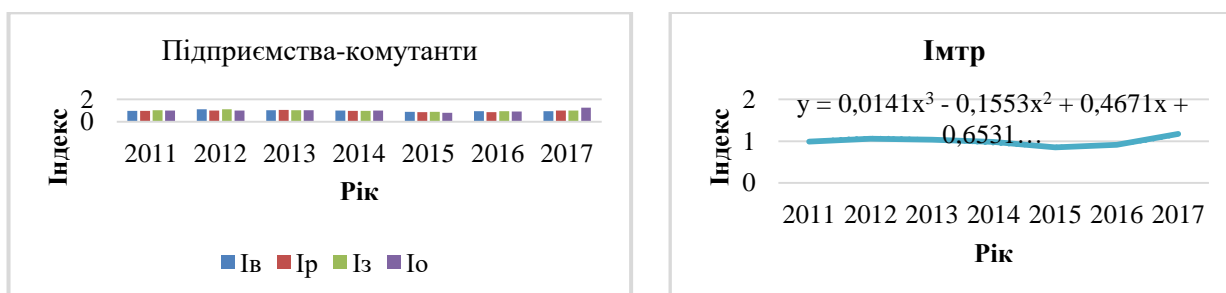 Підприємства-комутанти
2
0
Індекс
2011 2012 2013 2014 2015 2016 2017
Рік
Ів Ір Із Іо
Імтр
y = 0,0141x³ - 0,1553x² + 0,4671x +
0,6531…
2
1
0
Індекс
2011 2012 2013 2014 2015 2016 2017
Рік